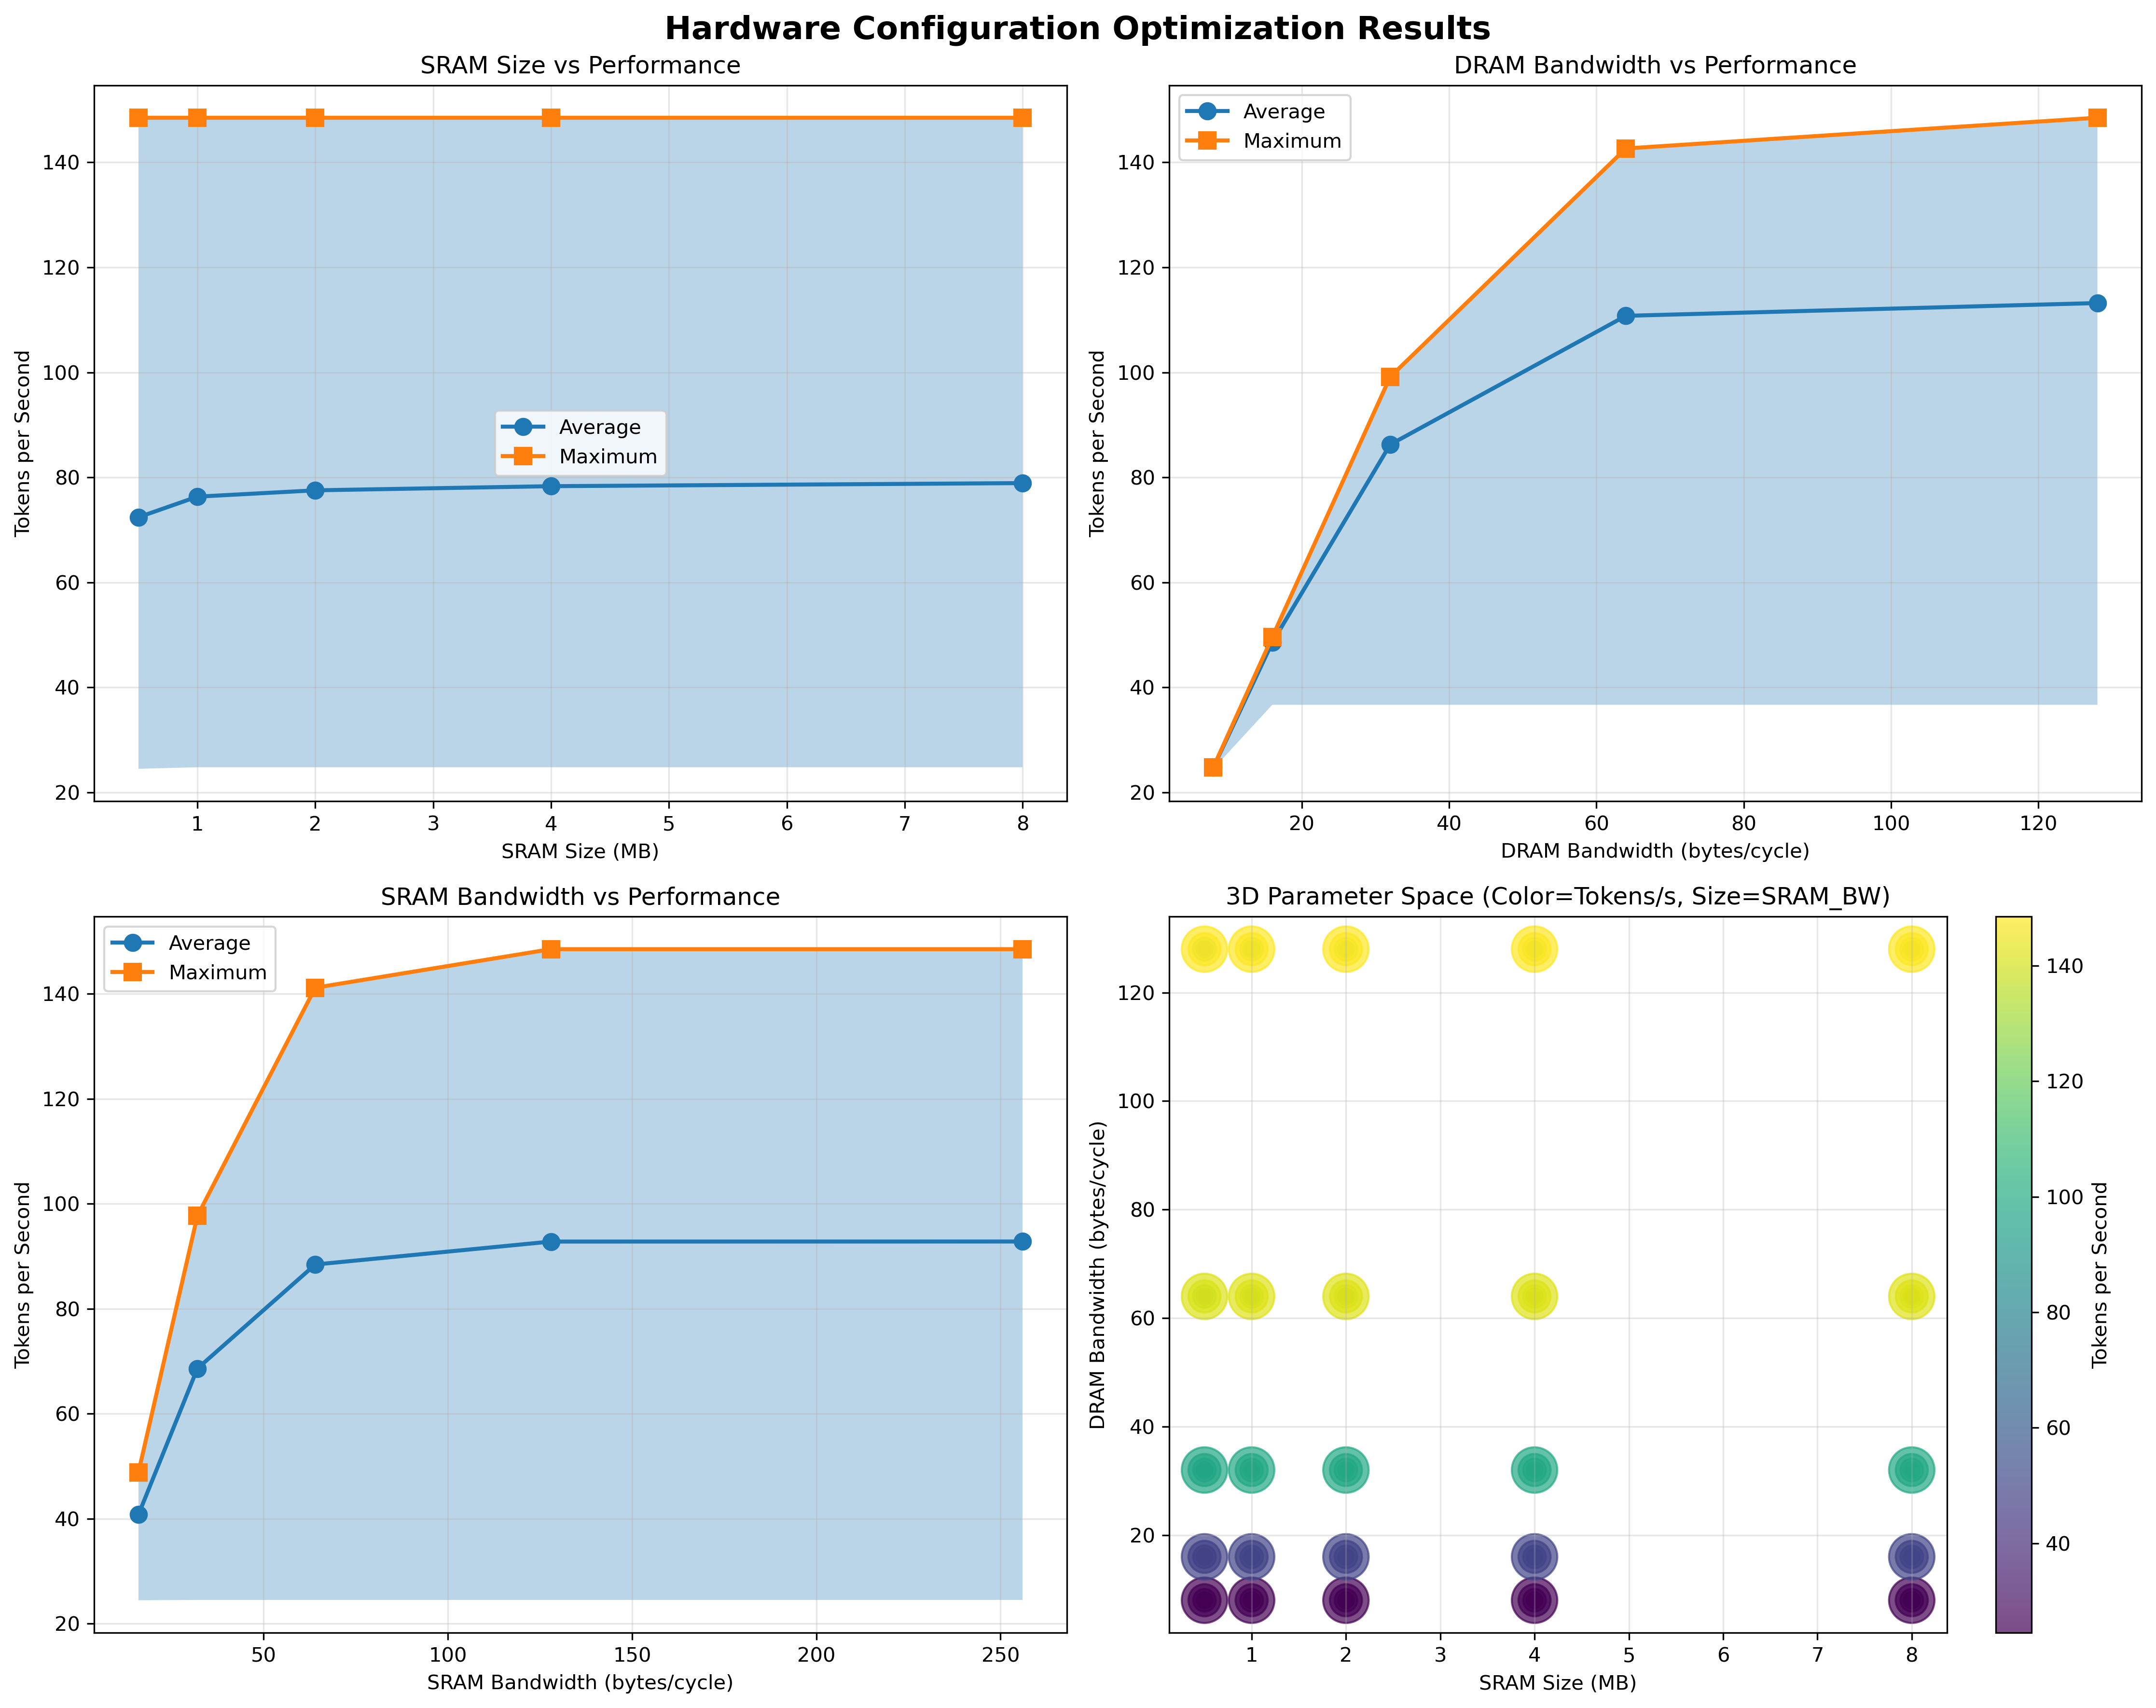 Hardware Configuration Optimization Results
SRAM Size vs Performance
Tokens per Second
140
120
100
80
60
40
20
Average
Maximum
1 2 3 4 5 6 7 8
SRAM Size (MB)
DRAM Bandwidth vs Performance
Average
Maximum
Tokens per Second
140
120
100
80
60
40
20
20 40 60 80 100 120
DRAM Bandwidth (bytes/cycle)
SRAM Bandwidth vs Performance
Average
Maximum
Tokens per Second
140
120
100
80
60
40
20
50 100 150 200 250
SRAM Bandwidth (bytes/cycle)
3D Parameter Space (Color=Tokens/s, Size=SRAM_BW)
DRAM Bandwidth (bytes/cycle)
120
100
80
60
40
20
1 2 3 4 5 6 7 8
SRAM Size (MB)
140
120
100
80
60
40
Tokens per Second